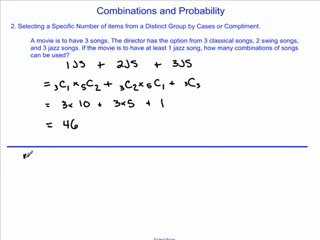 Combinations and Probability
2. Selecting a Specific Number of items from a Distinct Group by Cases or Compliment.
A movie is to have 3 songs. The director has the option from 3 classical songs, 2 swing songs,
and 3 jazz songs. If the movie is to have at least 1 jazz song, how many combinations of songs
can be used?
1JS + 2JS + 3JS
= ₃C₁ × ₅C₂ + ₃C₂ × ₅C₁ + ₃C₃
= 3 × 10 + 3 × 5 + 1
= 46